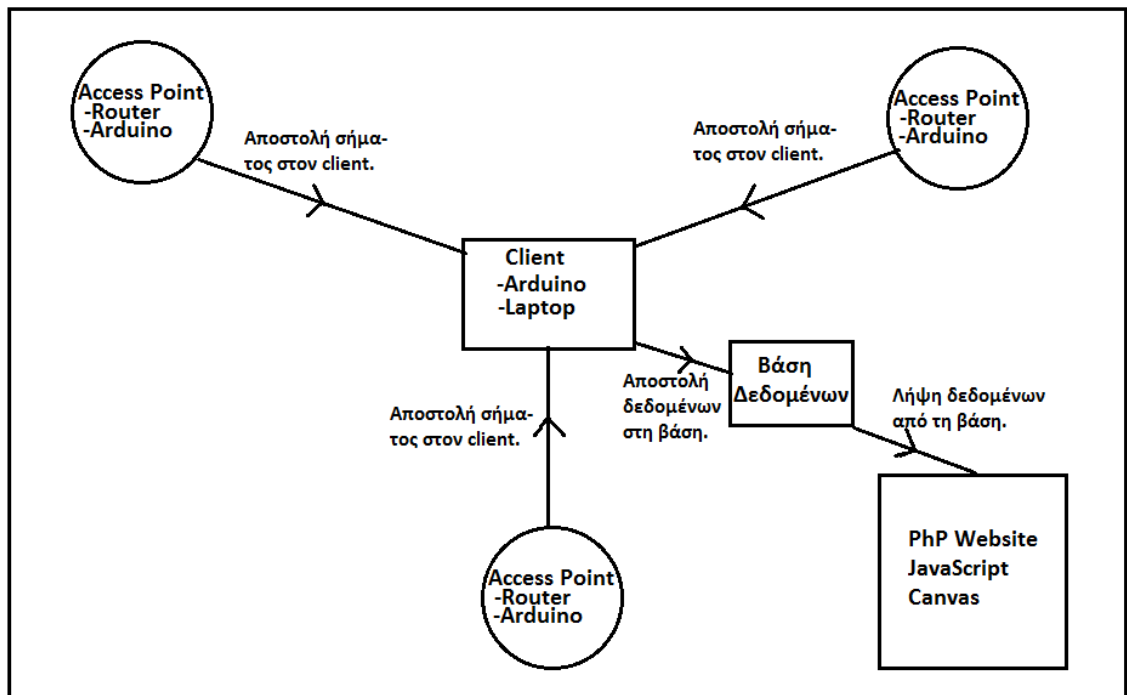 Access Point
-Router
-Arduino
Αποστολή σήμα-
τος στον client.
Access Point
-Router
-Arduino
Αποστολή σήμα-
τος στον client.
Client
-Arduino
-Laptop
Αποστολή σήμα-
τος στον client.
Access Point
-Router
-Arduino
Αποστολή
δεδομένων
στη βάση.
Βάση
Δεδομένων
Λήψη δεδομένων
από τη βάση.
PhP Website
JavaScript
Canvas